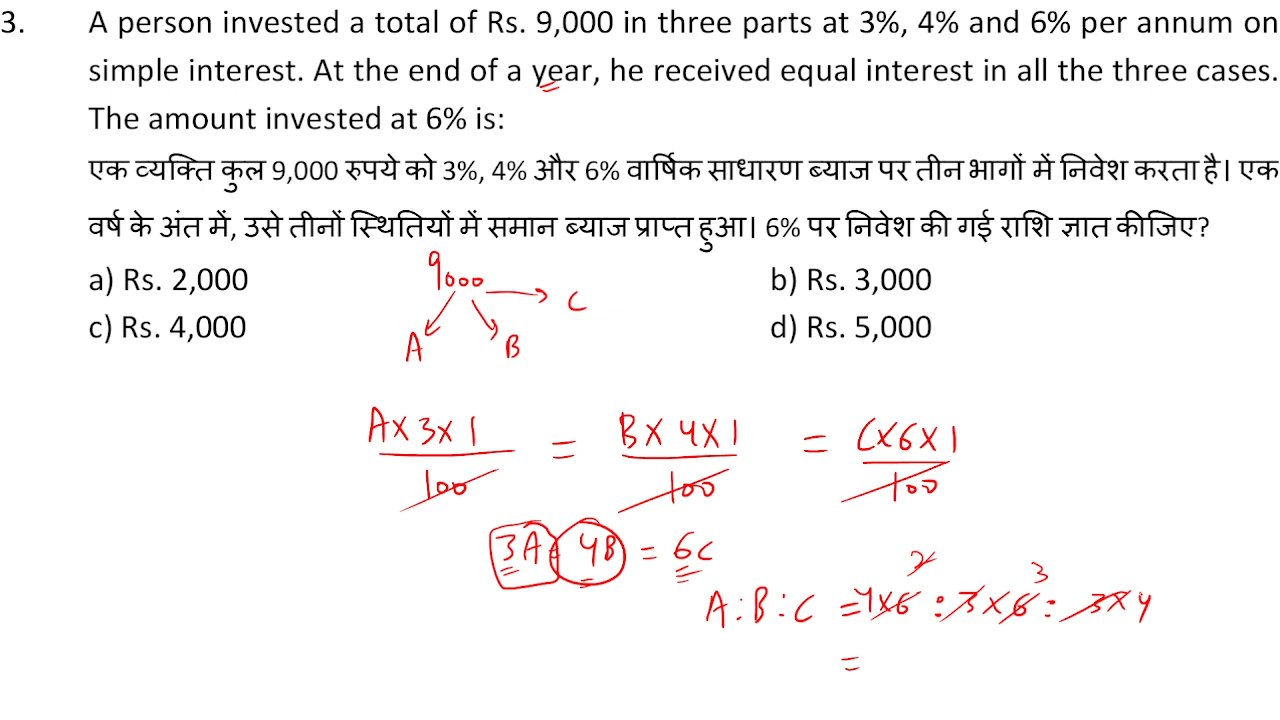 3. A person invested a total of Rs. 9,000 in three parts at 3%, 4% and 6% per annum on
simple interest. At the end of a year, he received equal interest in all the three cases.
The amount invested at 6% is:
एक व्यक्ति कुल 9,000 रुपये को 3%, 4% और 6% वार्षिक साधारण ब्याज पर तीन भागों में निवेश करता है। एक
वर्ष के अंत में, उसे तीनों स्थितियों में समान ब्याज प्राप्त हुआ। 6% पर निवेश की गई राशि ज्ञात कीजिए?
a) Rs. 2,000 b) Rs. 3,000
c) Rs. 4,000 d) Rs. 5,000
9000
A B C
A×3×1 = B×4×1 = C×6×1
100 100 100
3A = 4B = 6C
2 3
A:B:C = 4×6 : 3×6 : 3×4
=